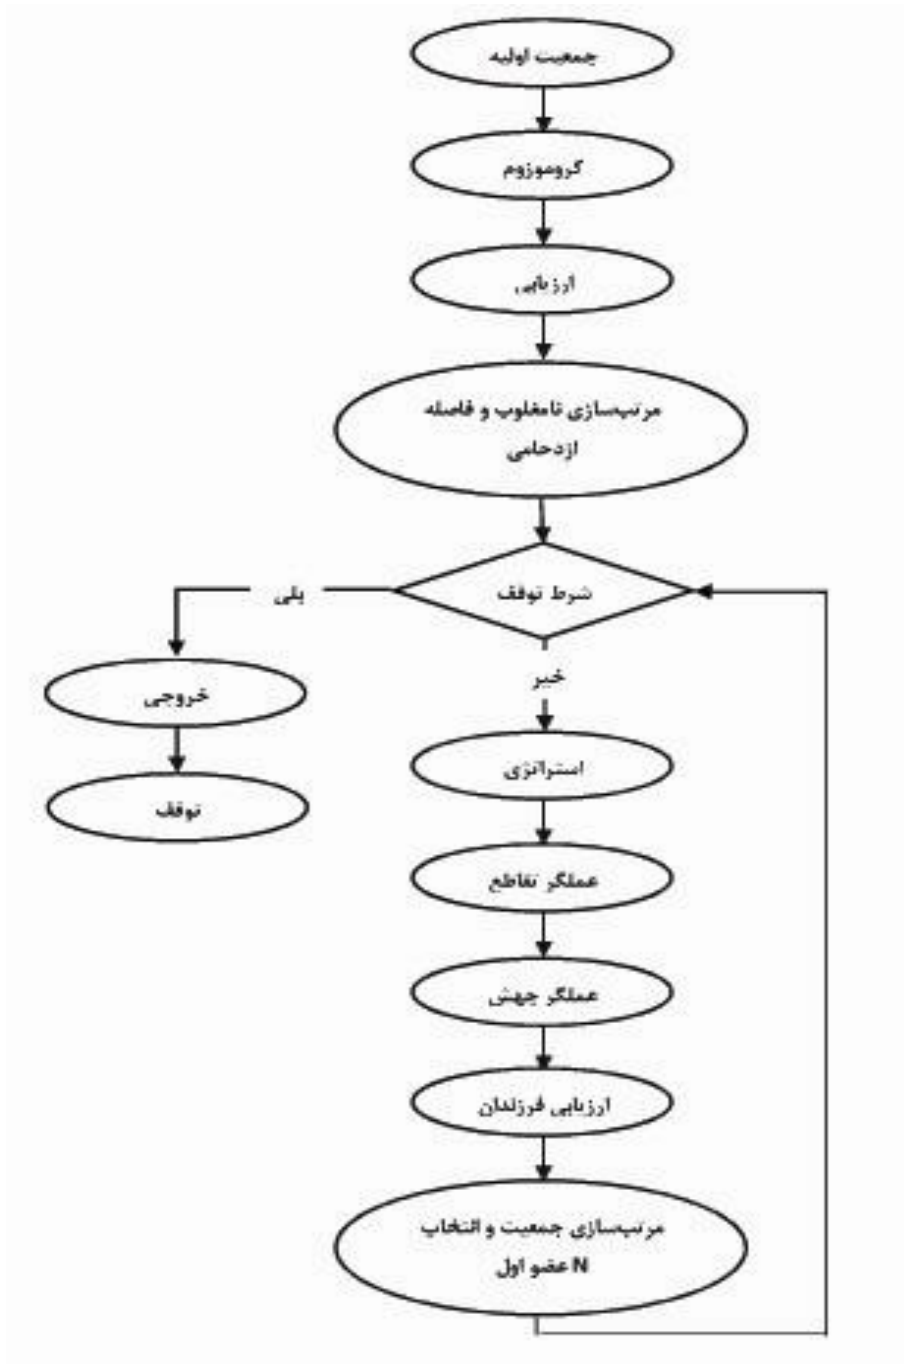 جمعیت اولیه
کروموزوم
ارزیابی
مرتب‌سازی نامغلوب و فاصله
ازدحامی
شرط توقف
بلی
خیر
خروجی
توقف
استراتژی
عملگر تقاطع
عملگر جهش
ارزیابی فرزندان
مرتب‌سازی جمعیت و انتخاب
N عضو اول